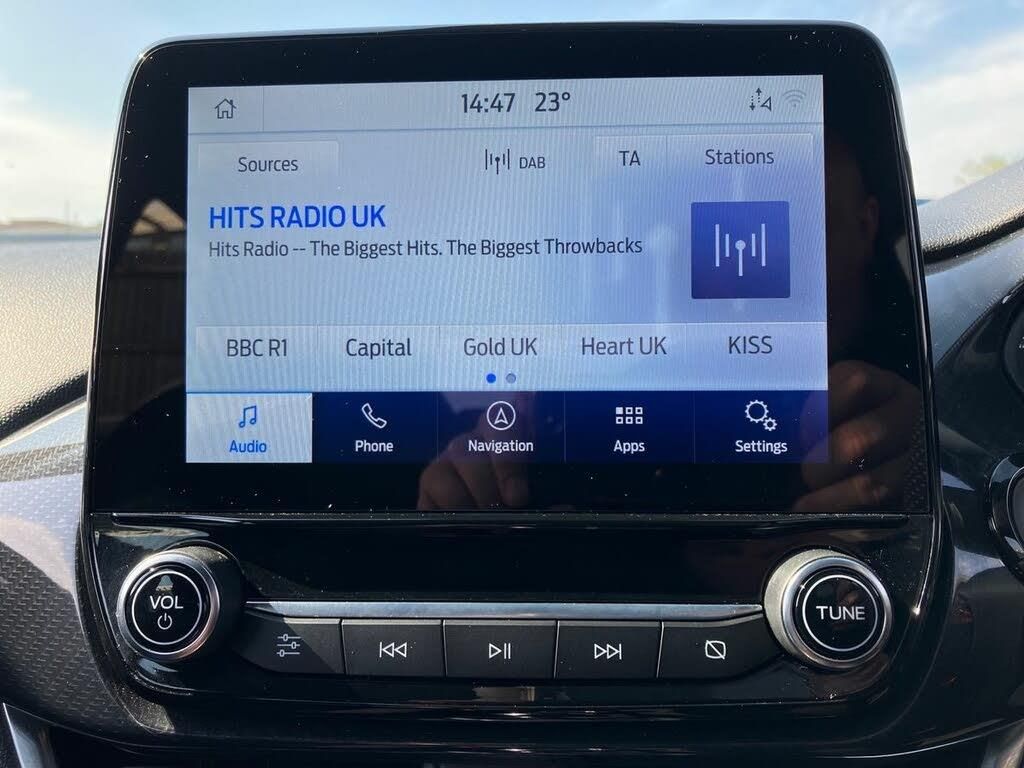 14:47 23°
Sources DAB TA Stations
HITS RADIO UK
Hits Radio -- The Biggest Hits. The Biggest Throwbacks
BBC R1 Capital Gold UK Heart UK KISS
Audio Phone Navigation Apps Settings
VOL TUNE